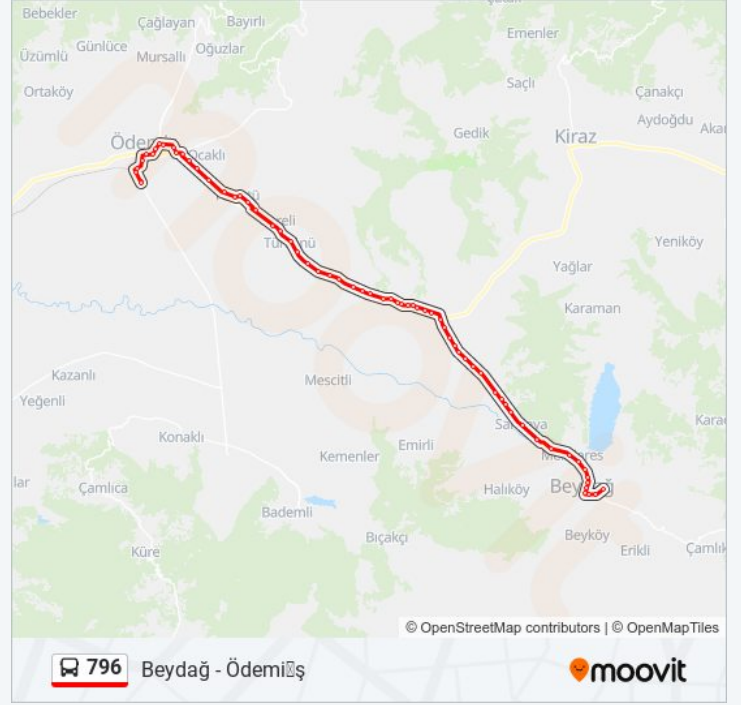 Bebekler
Çağlayan
Bayırlı
Günlüce
Oğuzlar
Üzümlü
Mursallı
Emenler
Saçlı
Ortaköy
Çanakçı
Aydoğdu
Gedik
Kiraz
Ocaklı
Yeniköy
Yağlar
Karaman
Kazanlı
Mescitli
Yeğenli
Konaklı
Emirli
Kemenler
Çamlıca
Halıköy
Bademli
Beyköy
Bıçakçı
Erikli
Küre
© OpenStreetMap contributors | © OpenMapTiles
796 Beydağ - Ödemi▯ş
moovit